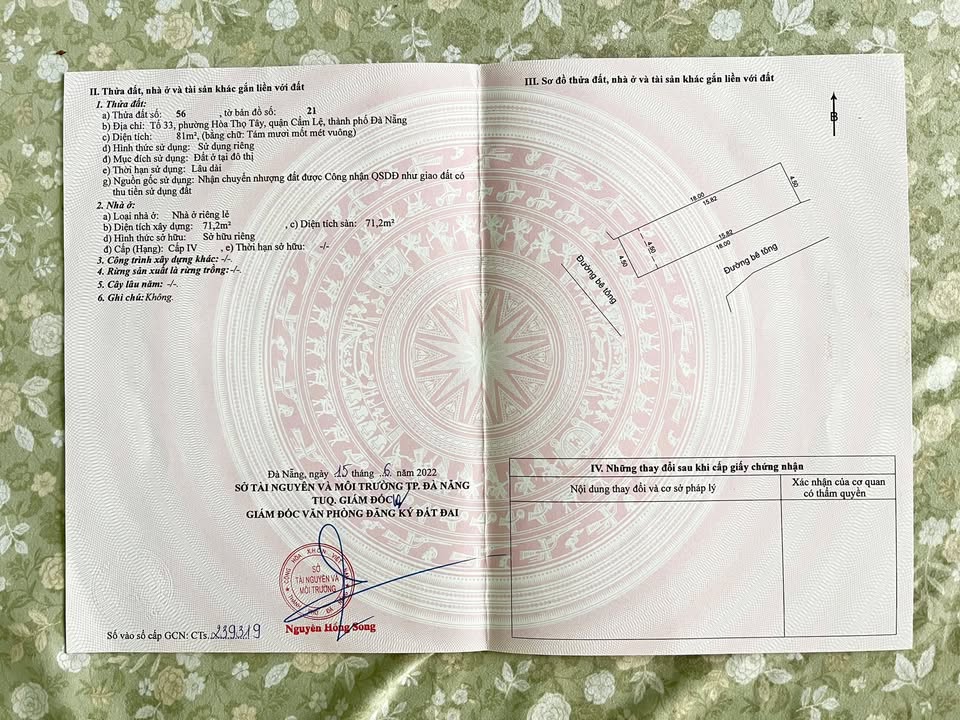 II. Thửa đất, nhà ở và tài sản khác gắn liền với đất
1. Thửa đất:
a) Thửa đất số: 56 , tờ bản đồ số: 21
b) Địa chỉ: Tổ 33, phường Hòa Thọ Tây, quận Cẩm Lệ, thành phố Đà Nẵng
c) Diện tích: 81m², (bằng chữ: Tám mươi mốt mét vuông)
d) Hình thức sử dụng: Sử dụng riêng
đ) Mục đích sử dụng: Đất ở tại đô thị
e) Thời hạn sử dụng: Lâu dài
g) Nguồn gốc sử dụng: Nhận chuyển nhượng đất được Công nhận QSDĐ như giao đất có
thu tiền sử dụng đất
2. Nhà ở:
a) Loại nhà ở: Nhà ở riêng lẻ
b) Diện tích xây dựng: 71,2m² , c) Diện tích sàn: 71,2m²
d) Hình thức sở hữu: Sở hữu riêng
đ) Cấp (Hạng): Cấp IV , e) Thời hạn sở hữu: -/-
3. Công trình xây dựng khác: -/-.
4. Rừng sản xuất là rừng trồng:-/-.
5. Cây lâu năm: -/-.
6. Ghi chú: Không.
Đà Nẵng, ngày 15 tháng 6 năm 2022
SỞ TÀI NGUYÊN VÀ MÔI TRƯỜNG TP. ĐÀ NẴNG
TUQ. GIÁM ĐỐC
GIÁM ĐỐC VĂN PHÒNG ĐĂNG KÝ ĐẤT ĐAI
SỞ
TÀI NGUYÊN VÀ
MÔI TRƯỜNG
Nguyễn Hồng Song
Số vào sổ cấp GCN: CTs. 239319
III. Sơ đồ thửa đất, nhà ở và tài sản khác gắn liền với đất
B
18.00
15.82
4.50
4.50
4.50
15.82
18.00
Đường bê tông
Đường bê tông
IV. Những thay đổi sau khi cấp giấy chứng nhận
Nội dung thay đổi và cơ sở pháp lý
Xác nhận của cơ quan
có thẩm quyền